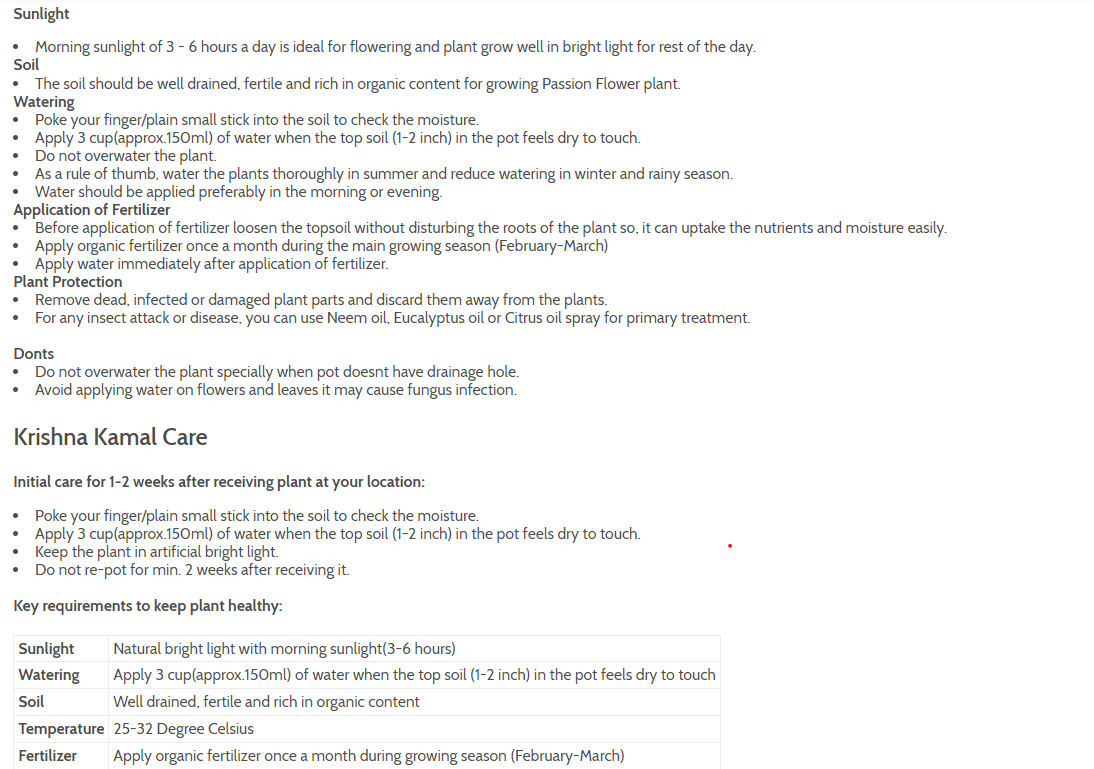 Sunlight
• Morning sunlight of 3 - 6 hours a day is ideal for flowering and plant grow well in bright light for rest of the day.
Soil
• The soil should be well drained, fertile and rich in organic content for growing Passion Flower plant.
Watering
• Poke your finger/plain small stick into the soil to check the moisture.
• Apply 3 cup(approx.150ml) of water when the top soil (1-2 inch) in the pot feels dry to touch.
• Do not overwater the plant.
• As a rule of thumb, water the plants thoroughly in summer and reduce watering in winter and rainy season.
• Water should be applied preferably in the morning or evening.
Application of Fertilizer
• Before application of fertilizer loosen the topsoil without disturbing the roots of the plant so, it can uptake the nutrients and moisture easily.
• Apply organic fertilizer once a month during the main growing season (February-March)
• Apply water immediately after application of fertilizer.
Plant Protection
• Remove dead, infected or damaged plant parts and discard them away from the plants.
• For any insect attack or disease, you can use Neem oil, Eucalyptus oil or Citrus oil spray for primary treatment.
Donts
• Do not overwater the plant specially when pot doesnt have drainage hole.
• Avoid applying water on flowers and leaves it may cause fungus infection.
Krishna Kamal Care
Initial care for 1-2 weeks after receiving plant at your location:
• Poke your finger/plain small stick into the soil to check the moisture.
• Apply 3 cup(approx.150ml) of water when the top soil (1-2 inch) in the pot feels dry to touch.
• Keep the plant in artificial bright light.
• Do not re-pot for min. 2 weeks after receiving it.
Key requirements to keep plant healthy:
Sunlight Natural bright light with morning sunlight(3-6 hours)
Watering Apply 3 cup(approx.150ml) of water when the top soil (1-2 inch) in the pot feels dry to touch
Soil Well drained, fertile and rich in organic content
Temperature 25-32 Degree Celsius
Fertilizer Apply organic fertilizer once a month during growing season (February-March)